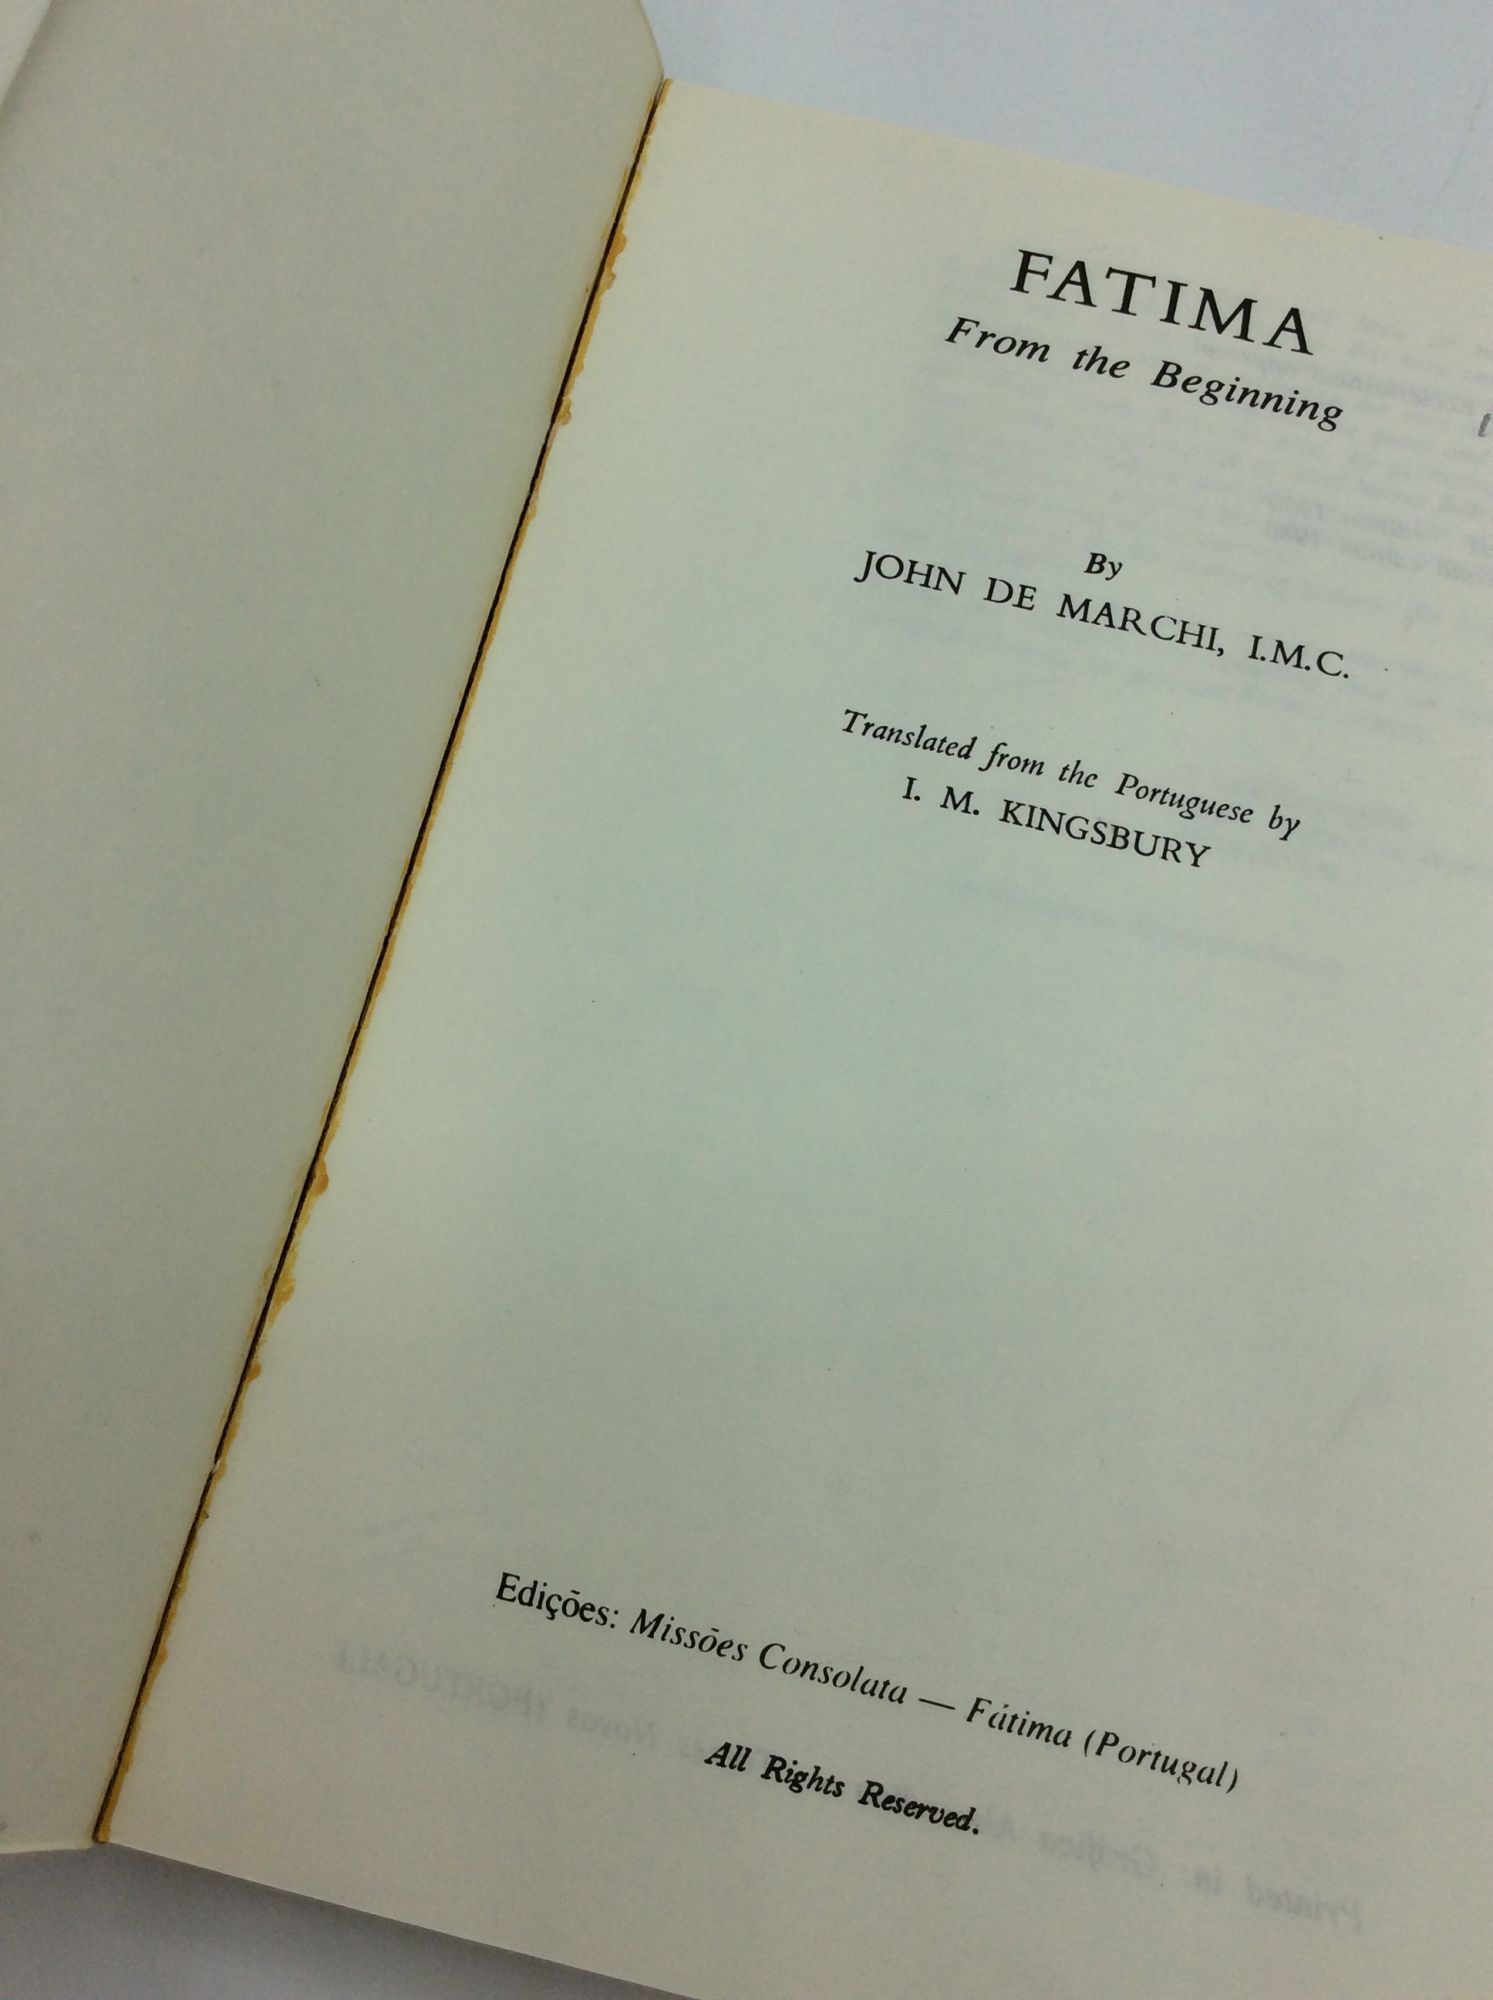 FATIMA
From the Beginning
By
JOHN DE MARCHI, I.M.C.
Translated from the Portuguese by
I. M. KINGSBURY
Edições: Missões Consolata — Fátima (Portugal)
All Rights Reserved.